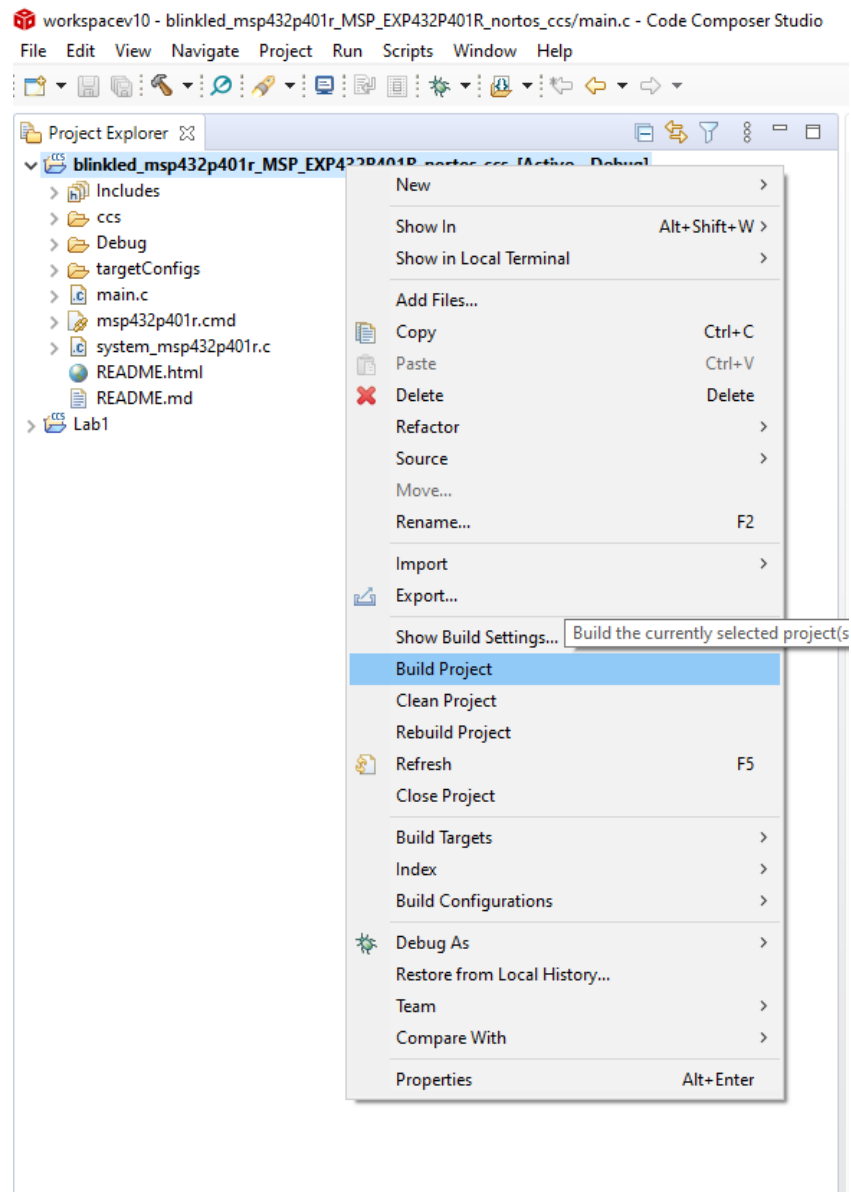 workspacev10 - blinkled_msp432p401r_MSP_EXP432P401R_nortos_ccs/main.c - Code Composer Studio
File Edit View Navigate Project Run Scripts Window Help
Project Explorer
blinkled_msp432p401r_MSP_EXP432P401R_nortos_ccs [Active - Debug]
Includes
ccs
Debug
targetConfigs
main.c
msp432p401r.cmd
system_msp432p401r.c
README.html
README.md
Lab1
New
Show In Alt+Shift+W
Show in Local Terminal
Add Files...
Copy Ctrl+C
Paste Ctrl+V
Delete Delete
Refactor
Source
Move...
Rename... F2
Import
Export...
Show Build Settings...
Build the currently selected project(s
Build Project
Clean Project
Rebuild Project
Refresh F5
Close Project
Build Targets
Index
Build Configurations
Debug As
Restore from Local History...
Team
Compare With
Properties Alt+Enter